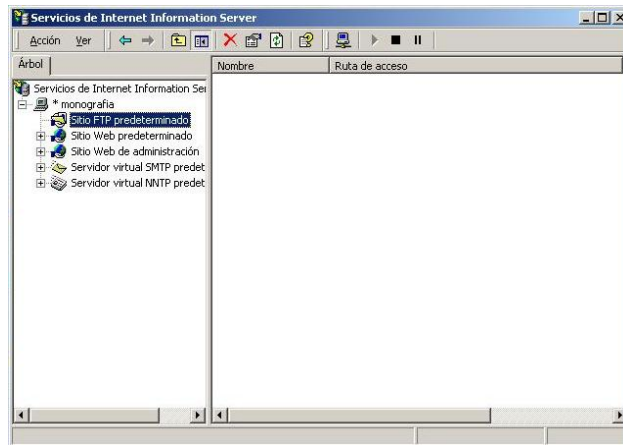 Servicios de Internet Information Server
Acción Ver
Árbol
Nombre Ruta de acceso
Servicios de Internet Information Ser
* monografia
Sitio FTP predeterminado
Sitio Web predeterminado
Sitio Web de administración
Servidor virtual SMTP predet
Servidor virtual NNTP predet